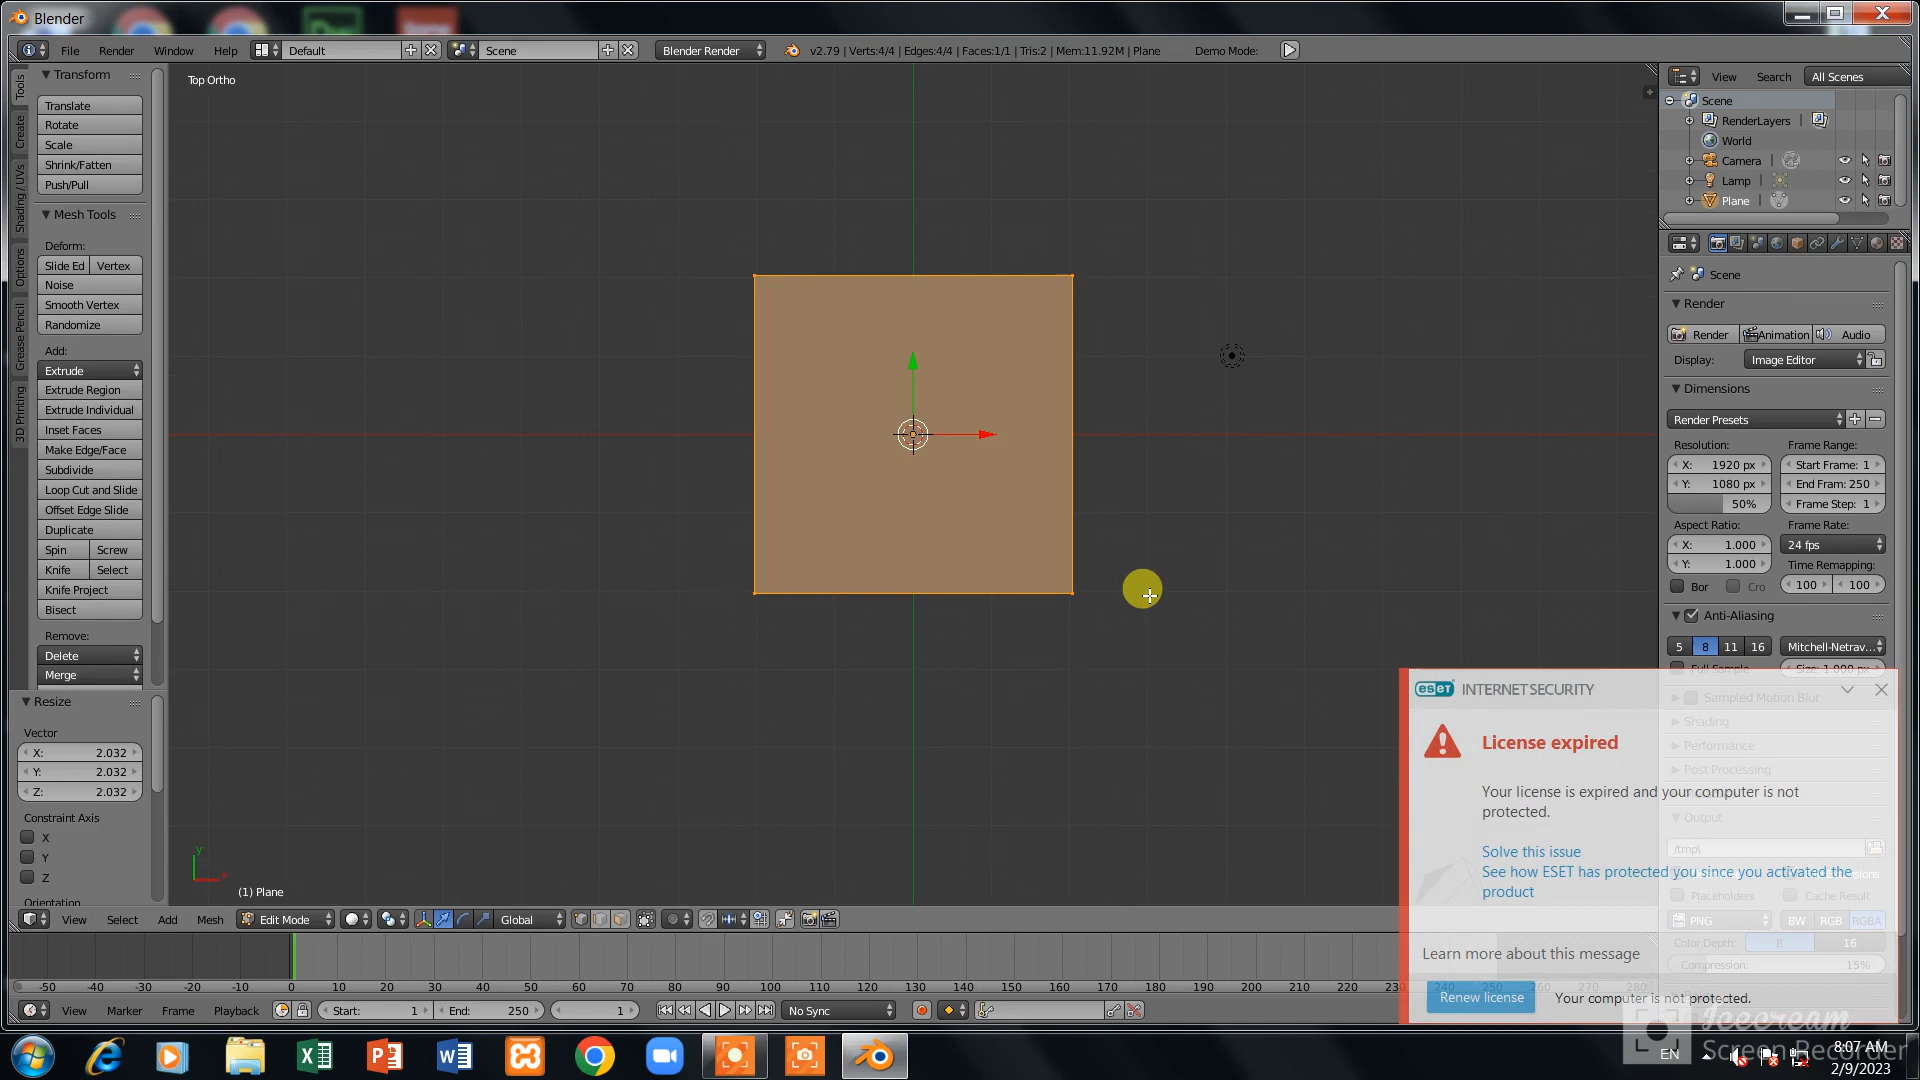 Blender
File Render Window Help Default Scene Blender Render v2.79 | Verts:4/4 | Edges:4/4 | Faces:1/1 | Tris:2 | Mem:11.92M | Plane Demo Mode:
Tools
Create
Shading / UVs
Options
Grease Pencil
3D Printing
Transform
Translate
Rotate
Scale
Shrink/Fatten
Push/Pull
Mesh Tools
Deform:
Slide Ed Vertex
Noise
Smooth Vertex
Randomize
Add:
Extrude
Extrude Region
Extrude Individual
Inset Faces
Make Edge/Face
Subdivide
Loop Cut and Slide
Offset Edge Slide
Duplicate
Spin Screw
Knife Select
Knife Project
Bisect
Remove:
Delete
Merge
Resize
Vector
X: 2.032
Y: 2.032
Z: 2.032
Constraint Axis
X
Y
Z
Orientation
Top Ortho
y
x
(1) Plane
View Search All Scenes
Scene
RenderLayers
World
Camera
Lamp
Plane
Scene
Render
Render Animation Audio
Display: Image Editor
Dimensions
Render Presets
Resolution: Frame Range:
X: 1920 px Start Frame: 1
Y: 1080 px End Fram: 250
50% Frame Step: 1
Aspect Ratio: Frame Rate:
X: 1.000 24 fps
Y: 1.000 Time Remapping:
Bor Cro 100 100
Anti-Aliasing
5 8 11 16 Mitchell-Netrav...
Full Sample Size: 1.000 px
Sampled Motion Blur
Shading
Performance
Post Processing
Output
/tmp\
Placeholders Cache Result
PNG BW RGB RGBA
Color Depth: 8 16
Compression: 15%
eset INTERNET SECURITY
License expired
Your license is expired and your computer is not
protected.
Solve this issue
See how ESET has protected you since you activated the
product
Learn more about this message
Renew license Your computer is not protected.
View Select Add Mesh Edit Mode Global
-50 -40 -30 -20 -10 0 10 20 30 40 50 60 70 80 90 100 110 120 130 140 150 160 170 180 190 200 210 220 230 240 250 260 270 280
View Marker Frame Playback Start: 1 End: 250 1 No Sync
Icecream
Screen Recorder
EN 8:07 AM
2/9/2023